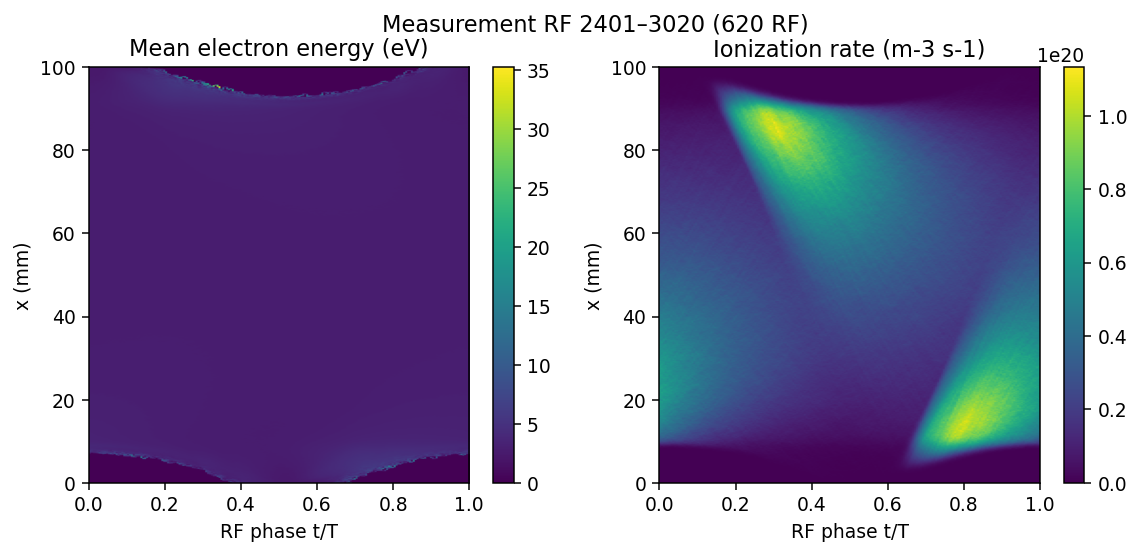 Measurement RF 2401–3020 (620 RF)
Mean electron energy (eV)
100
80
60
40
20
0
x (mm)
0.0 0.2 0.4 0.6 0.8 1.0
RF phase t/T
35
30
25
20
15
10
5
0
Ionization rate (m-3 s-1)
1e20
100
80
60
40
20
0
x (mm)
0.0 0.2 0.4 0.6 0.8 1.0
RF phase t/T
1.0
0.8
0.6
0.4
0.2
0.0